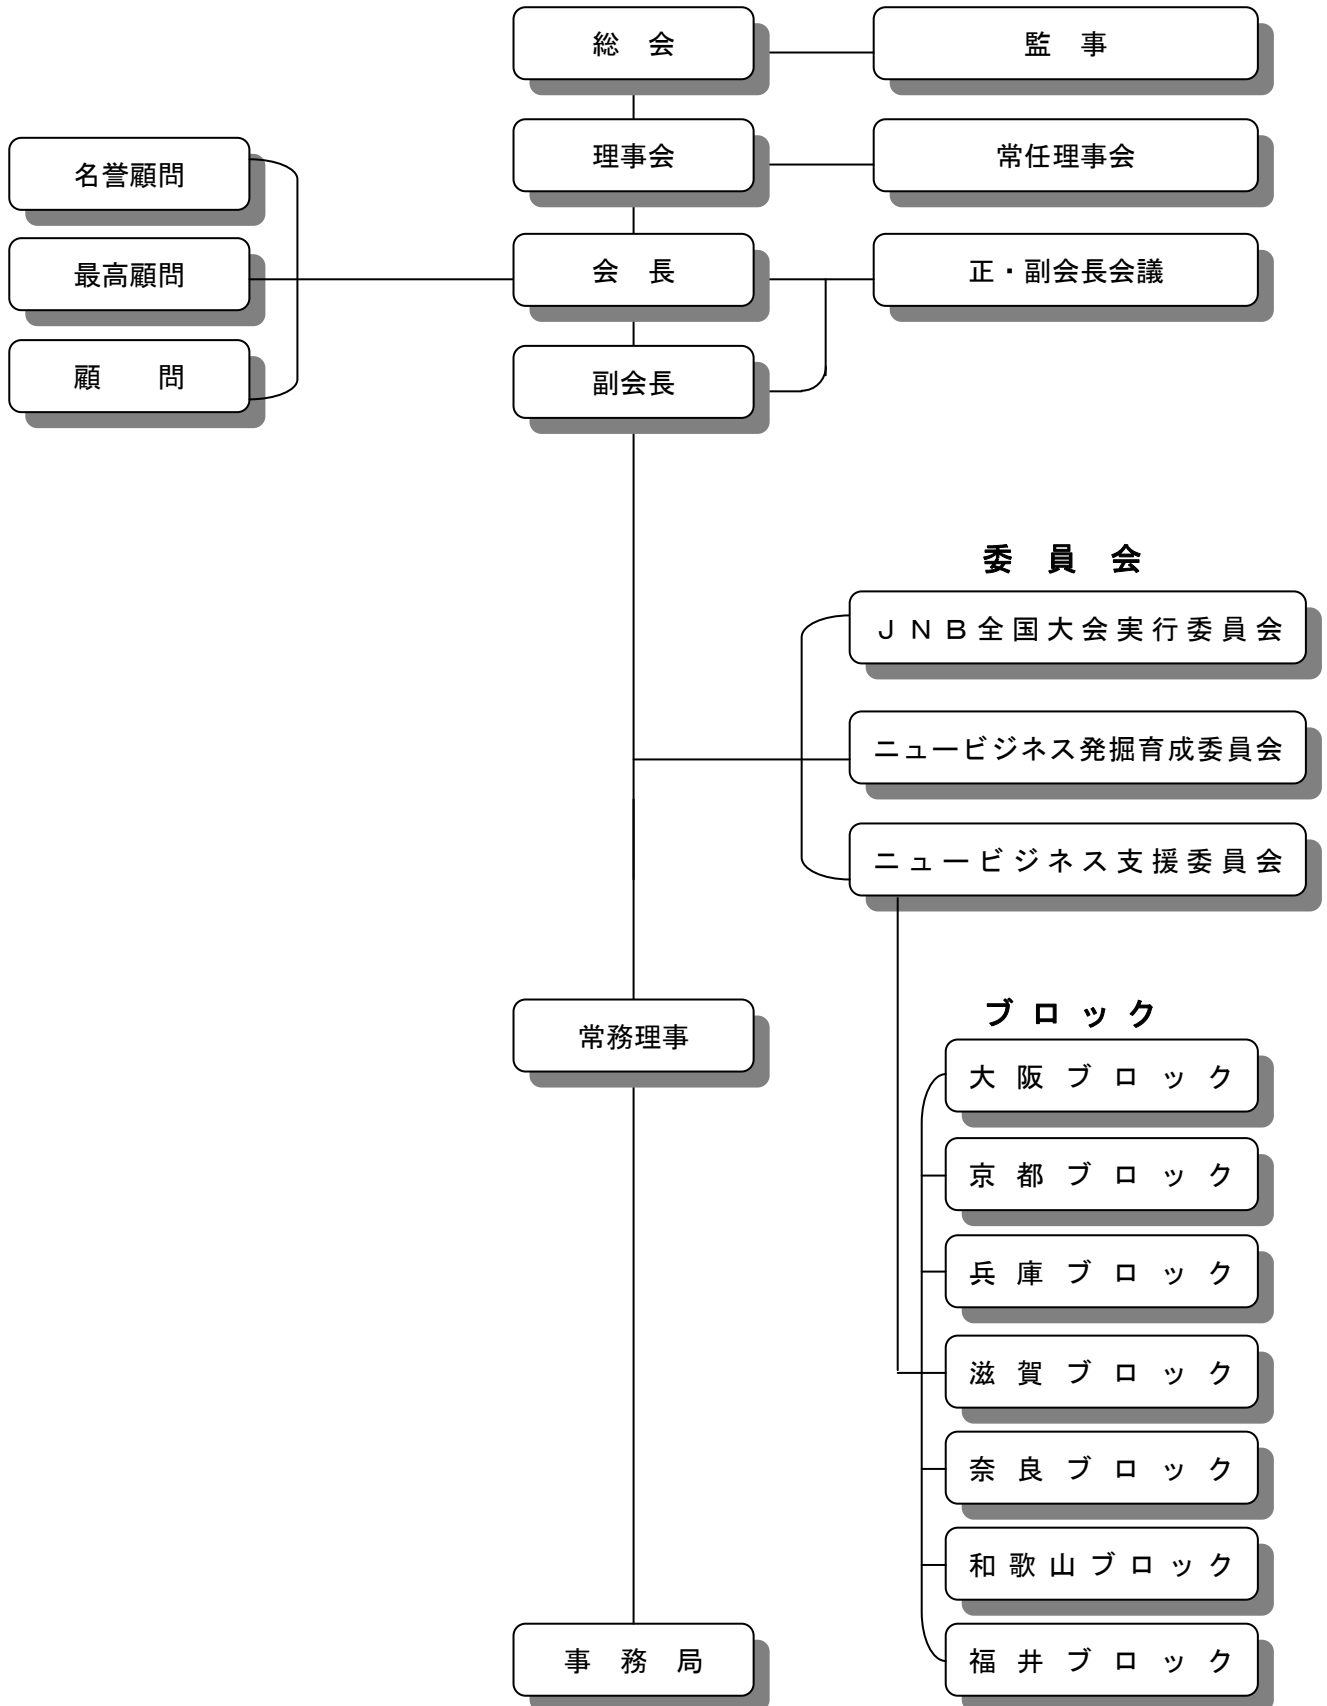 総　会
監　事
理事会
常任理事会
名誉顧問
最高顧問
顧　　問
会　長
正・副会長会議
副会長
委　員　会
ＪＮＢ全国大会実行委員会
ニュービジネス発掘育成委員会
ニュービジネス支援委員会
常務理事
ブロック
大阪ブロック
京都ブロック
兵庫ブロック
滋賀ブロック
奈良ブロック
和歌山ブロック
福井ブロック
事　務　局